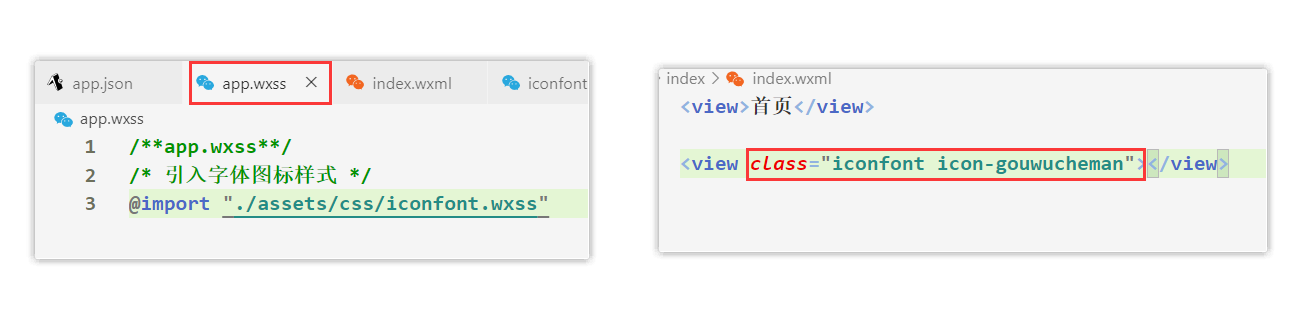 app.json app.wxss × index.wxml iconfont
app.wxss
1 /**app.wxss**/
2 /* 引入字体图标样式 */
3 @import "./assets/css/iconfont.wxss"
index > index.wxml
<view>首页</view>
<view class="iconfont icon-gouwucheman"></view>